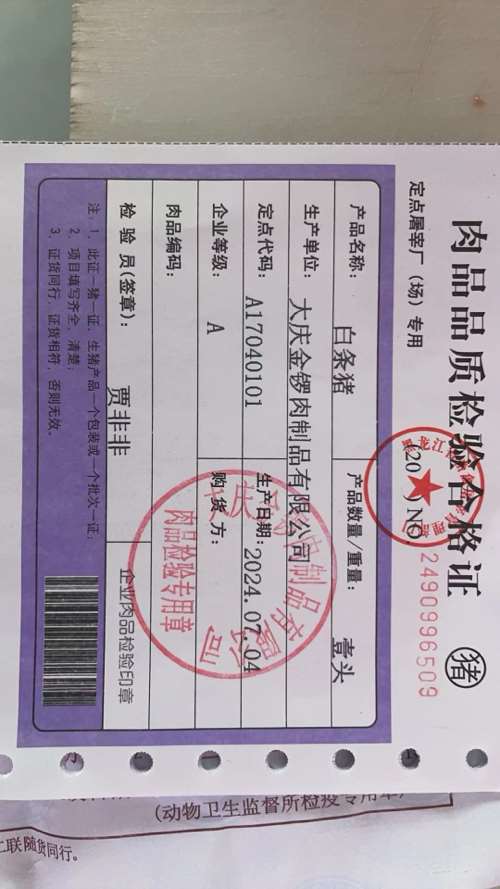 肉品品质检验合格证
猪
定点屠宰厂（场）专用
(20 ) NO 2490996509
产品名称： 白条猪 产品数量/重量： 壹头
生产单位： 大庆金锣肉制品有限公司
定点代码： A17040101 生产日期： 2024.07.04
企业等级： A 购 货 方：
肉品编码：
检 验 员(签章)： 贾非非 企业肉品检验印章
肉品检验专用章
注：1、此证一猪一证，生猪产品一个包装或一个批次一证；
2、项目填写齐全、清楚；
3、证货同行，证货相符，否则无效。
(动物卫生监督所检疫专用章)
二联随货同行。